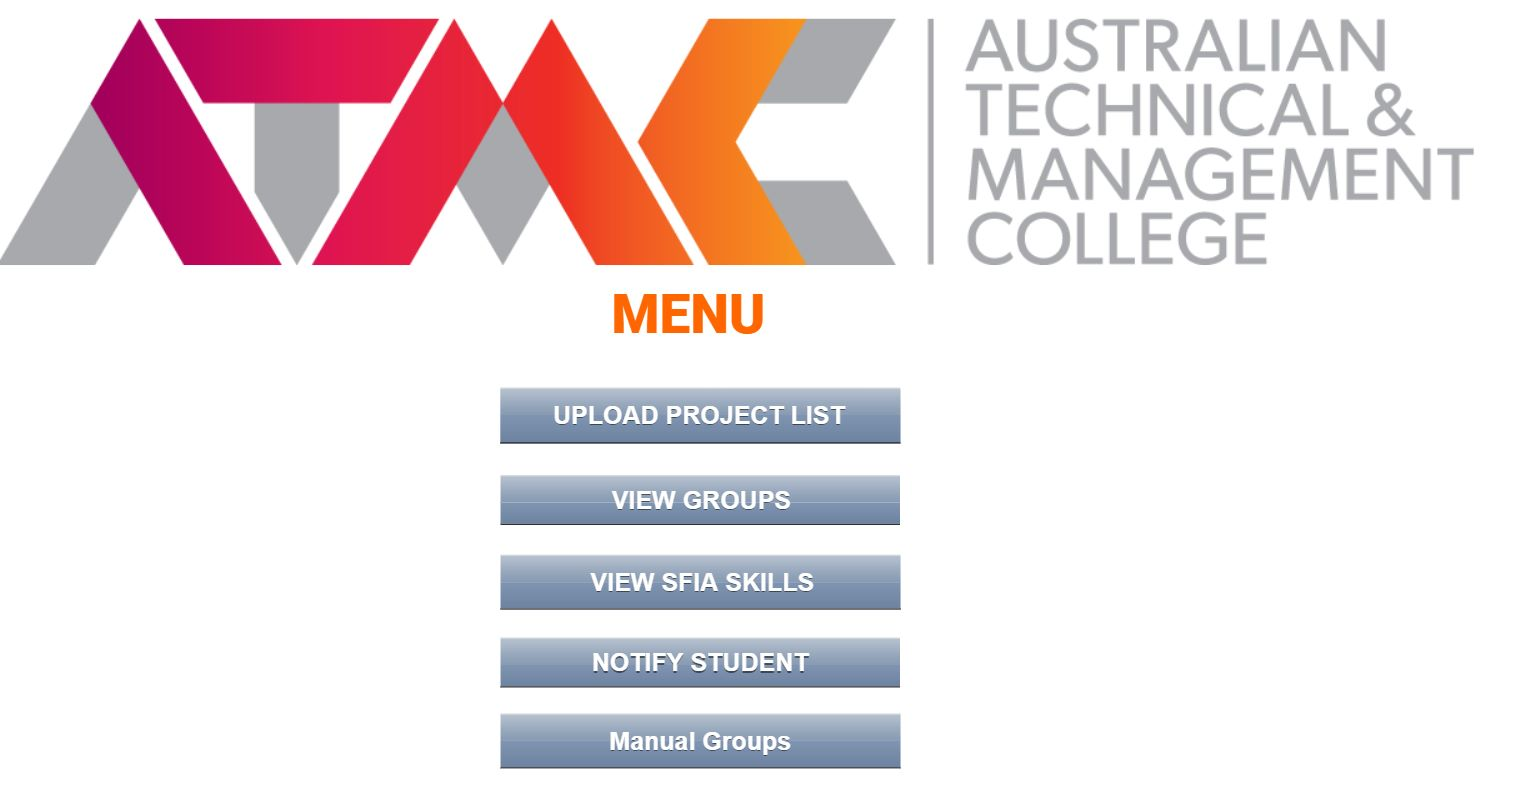 ATMC
AUSTRALIAN
TECHNICAL &
MANAGEMENT
COLLEGE
MENU
UPLOAD PROJECT LIST
VIEW GROUPS
VIEW SFIA SKILLS
NOTIFY STUDENT
Manual Groups